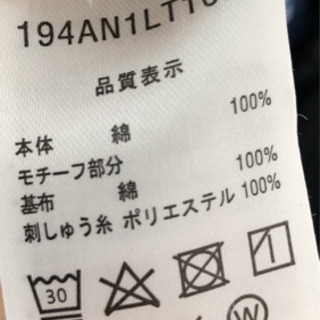 品質表示
本体 綿 100%
モチーフ部分
基布 綿 100%
刺しゅう糸 ポリエステル 100%
30
W